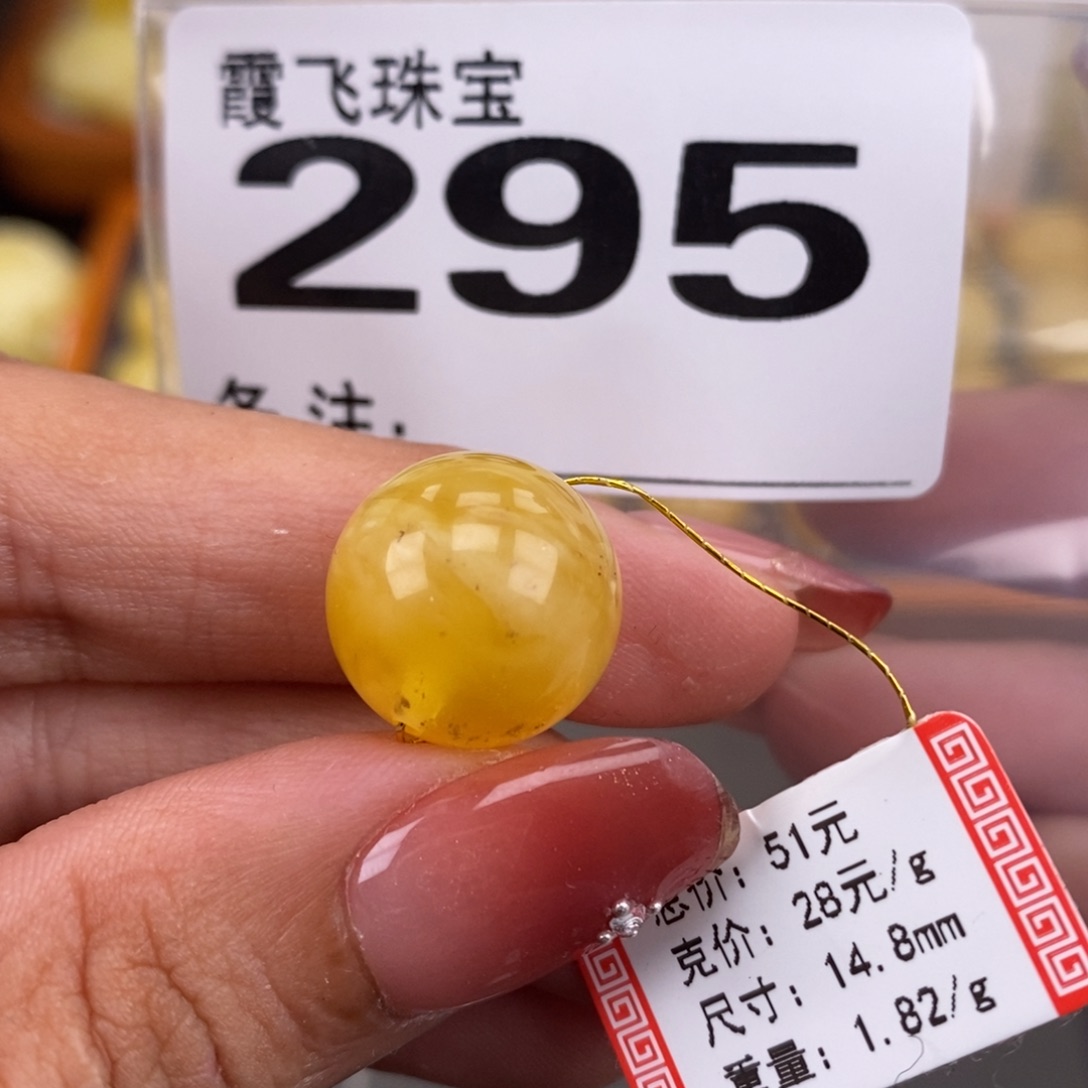 霞飞珠宝
295
备注:
总价: 51元
克价: 28元/g
尺寸: 14.8mm
重量: 1.82/g